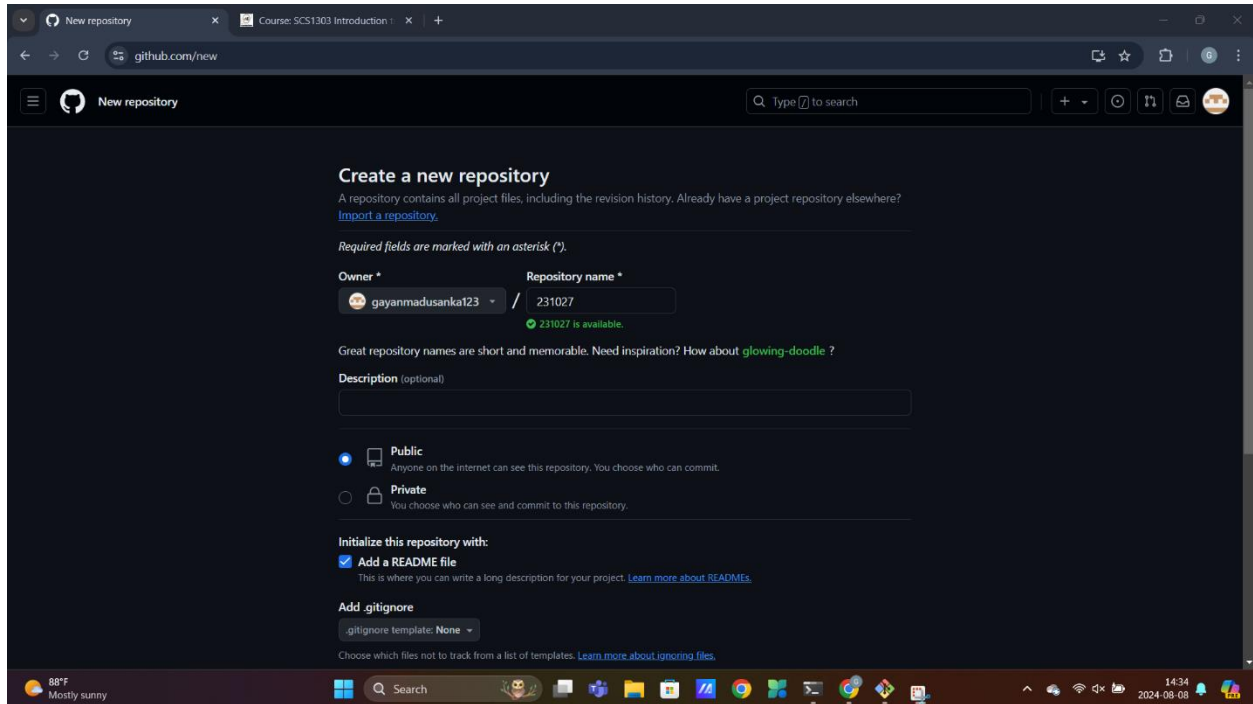 New repository
Course: SCS1303 Introduction t
github.com/new
G
New repository
Type / to search
Create a new repository
A repository contains all project files, including the revision history. Already have a project repository elsewhere?
Import a repository.
Required fields are marked with an asterisk (*).
Owner * Repository name *
gayanmadusanka123 / 231027
231027 is available.
Great repository names are short and memorable. Need inspiration? How about glowing-doodle ?
Description (optional)
Public
Anyone on the internet can see this repository. You choose who can commit.
Private
You choose who can see and commit to this repository.
Initialize this repository with:
Add a README file
This is where you can write a long description for your project. Learn more about READMEs.
Add .gitignore
.gitignore template: None
Choose which files not to track from a list of templates. Learn more about ignoring files.
88°F
Mostly sunny
Search
14:34
2024-08-08